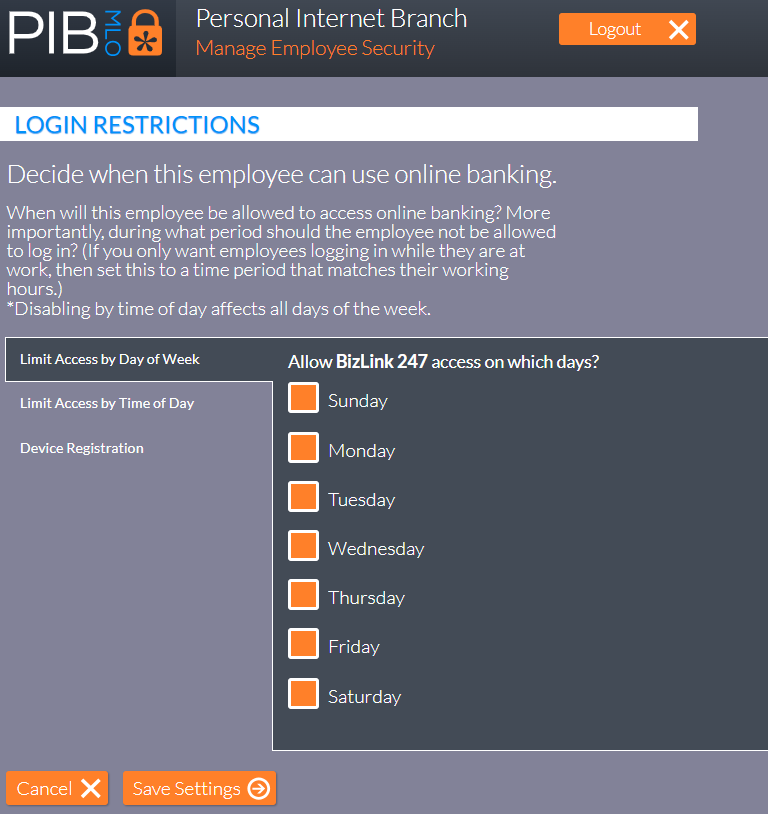 PIB MLO
Personal Internet Branch
Manage Employee Security
Logout
LOGIN RESTRICTIONS
Decide when this employee can use online banking.
When will this employee be allowed to access online banking? More
importantly, during what period should the employee not be allowed
to log in? (If you only want employees logging in while they are at
work, then set this to a time period that matches their working
hours.)
*Disabling by time of day affects all days of the week.
Limit Access by Day of Week
Limit Access by Time of Day
Device Registration
Allow BizLink 247 access on which days?
Sunday
Monday
Tuesday
Wednesday
Thursday
Friday
Saturday
Cancel
Save Settings